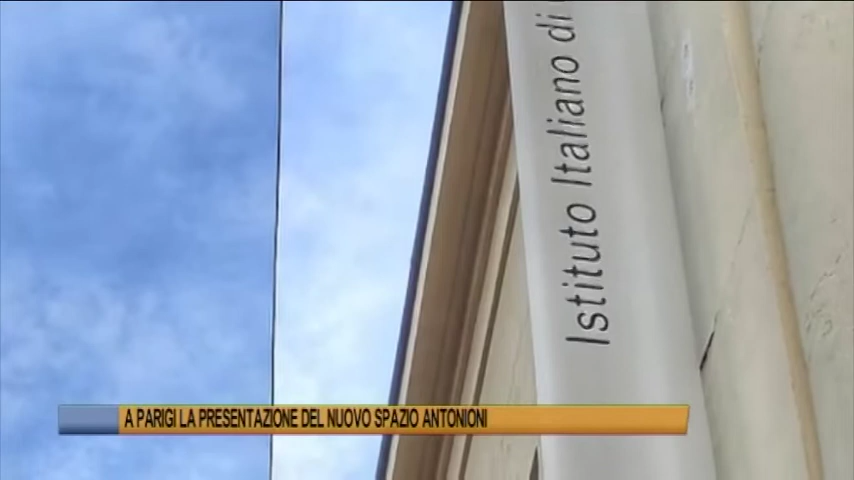 Istituto Italiano di
A PARIGI LA PRESENTAZIONE DEL NUOVO SPAZIO ANTONIONI